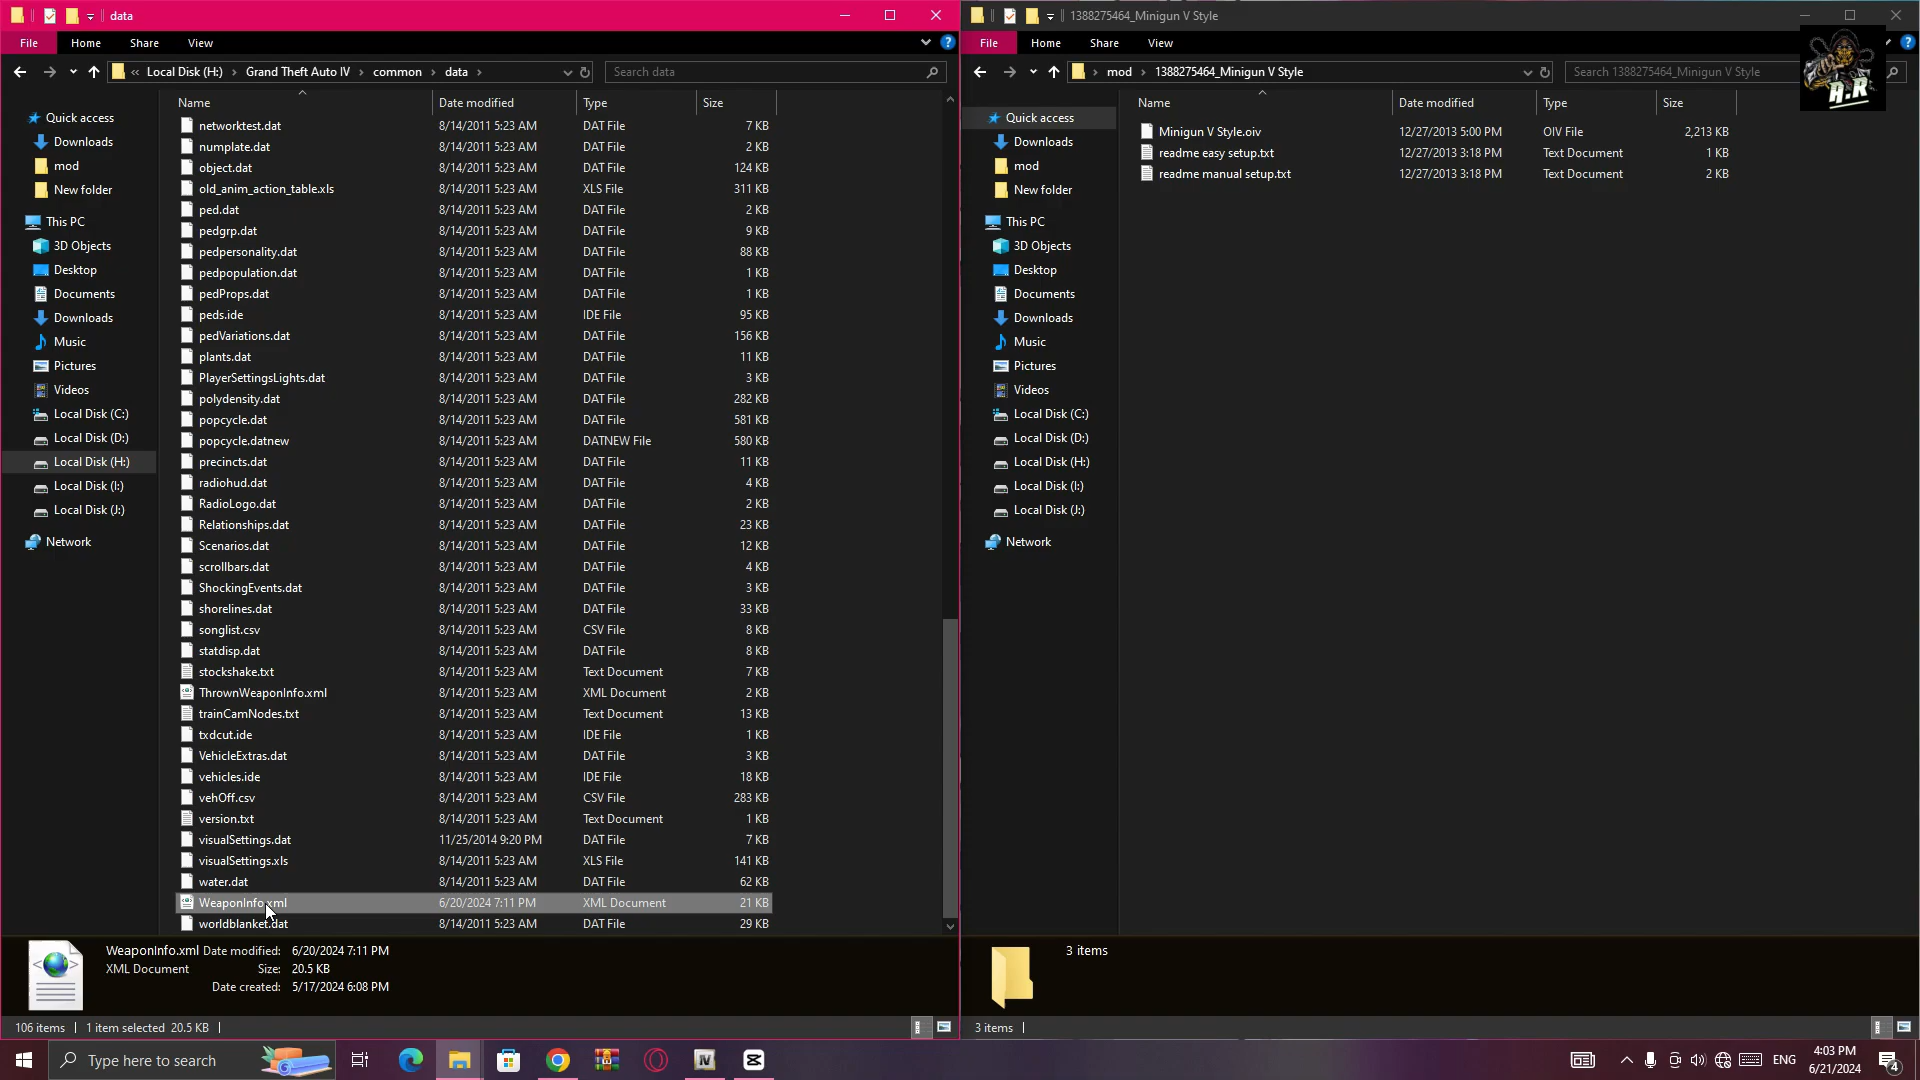 data
File Home Share View
« Local Disk (H:) › Grand Theft Auto IV › common › data ›
Search data
Quick access
Downloads
mod
New folder
This PC
3D Objects
Desktop
Documents
Downloads
Music
Pictures
Videos
Local Disk (C:)
Local Disk (D:)
Local Disk (H:)
Local Disk (I:)
Local Disk (J:)
Network
Name Date modified Type Size
networktest.dat 8/14/2011 5:23 AM DAT File 7 KB
numplate.dat 8/14/2011 5:23 AM DAT File 2 KB
object.dat 8/14/2011 5:23 AM DAT File 124 KB
old_anim_action_table.xls 8/14/2011 5:23 AM XLS File 311 KB
ped.dat 8/14/2011 5:23 AM DAT File 2 KB
pedgrp.dat 8/14/2011 5:23 AM DAT File 9 KB
pedpersonality.dat 8/14/2011 5:23 AM DAT File 88 KB
pedpopulation.dat 8/14/2011 5:23 AM DAT File 1 KB
pedProps.dat 8/14/2011 5:23 AM DAT File 1 KB
peds.ide 8/14/2011 5:23 AM IDE File 95 KB
pedVariations.dat 8/14/2011 5:23 AM DAT File 156 KB
plants.dat 8/14/2011 5:23 AM DAT File 11 KB
PlayerSettingsLights.dat 8/14/2011 5:23 AM DAT File 3 KB
polydensity.dat 8/14/2011 5:23 AM DAT File 282 KB
popcycle.dat 8/14/2011 5:23 AM DAT File 581 KB
popcycle.datnew 8/14/2011 5:23 AM DATNEW File 580 KB
precincts.dat 8/14/2011 5:23 AM DAT File 11 KB
radiohud.dat 8/14/2011 5:23 AM DAT File 4 KB
RadioLogo.dat 8/14/2011 5:23 AM DAT File 2 KB
Relationships.dat 8/14/2011 5:23 AM DAT File 23 KB
Scenarios.dat 8/14/2011 5:23 AM DAT File 12 KB
scrollbars.dat 8/14/2011 5:23 AM DAT File 4 KB
ShockingEvents.dat 8/14/2011 5:23 AM DAT File 3 KB
shorelines.dat 8/14/2011 5:23 AM DAT File 33 KB
songlist.csv 8/14/2011 5:23 AM CSV File 8 KB
statdisp.dat 8/14/2011 5:23 AM DAT File 8 KB
stockshake.txt 8/14/2011 5:23 AM Text Document 7 KB
ThrownWeaponInfo.xml 8/14/2011 5:23 AM XML Document 2 KB
trainCamNodes.txt 8/14/2011 5:23 AM Text Document 13 KB
txdcut.ide 8/14/2011 5:23 AM IDE File 1 KB
VehicleExtras.dat 8/14/2011 5:23 AM DAT File 3 KB
vehicles.ide 8/14/2011 5:23 AM IDE File 18 KB
vehOff.csv 8/14/2011 5:23 AM CSV File 283 KB
version.txt 8/14/2011 5:23 AM Text Document 1 KB
visualSettings.dat 11/25/2014 9:20 PM DAT File 7 KB
visualSettings.xls 8/14/2011 5:23 AM XLS File 141 KB
water.dat 8/14/2011 5:23 AM DAT File 62 KB
WeaponInfo.xml 6/20/2024 7:11 PM XML Document 21 KB
worldblanket.dat 8/14/2011 5:23 AM DAT File 29 KB
WeaponInfo.xml Date modified: 6/20/2024 7:11 PM
XML Document Size: 20.5 KB
Date created: 5/17/2024 6:08 PM
106 items 1 item selected 20.5 KB
1388275464_Minigun V Style
File Home Share View
› mod › 1388275464_Minigun V Style
Search 1388275464_Minigun V Style
A.R
Quick access
Downloads
mod
New folder
This PC
3D Objects
Desktop
Documents
Downloads
Music
Pictures
Videos
Local Disk (C:)
Local Disk (D:)
Local Disk (H:)
Local Disk (I:)
Local Disk (J:)
Network
Name Date modified Type Size
Minigun V Style.oiv 12/27/2013 5:00 PM OIV File 2,213 KB
readme easy setup.txt 12/27/2013 3:18 PM Text Document 1 KB
readme manual setup.txt 12/27/2013 3:18 PM Text Document 2 KB
3 items
3 items
Type here to search
IV
ENG
4:03 PM
6/21/2024
4